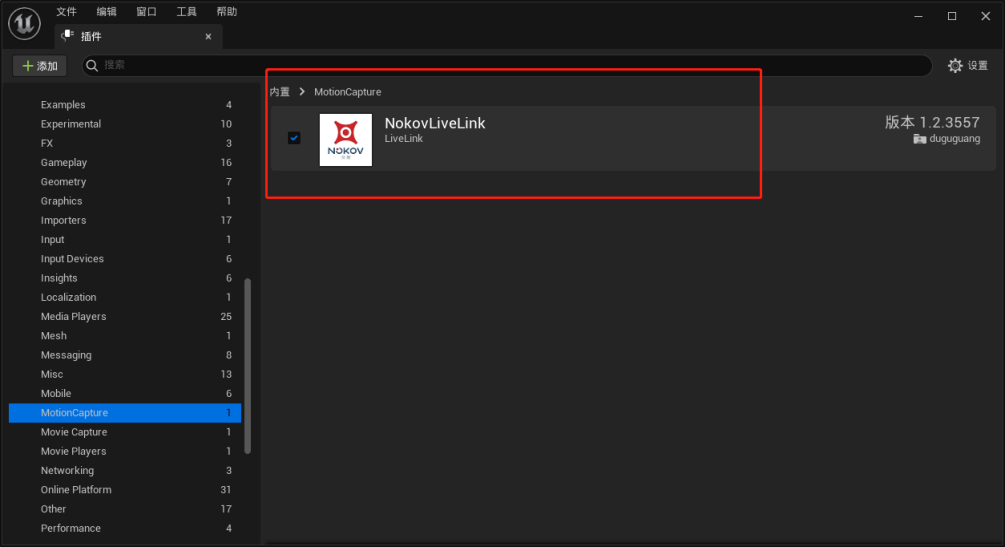 文件 编辑 窗口 工具 帮助
插件
添加
搜索
设置
Examples 4
Experimental 10
FX 3
Gameplay 16
Geometry 7
Graphics 1
Importers 17
Input 1
Input Devices 6
Insights 6
Localization 1
Media Players 25
Mesh 1
Messaging 8
Misc 13
Mobile 6
MotionCapture 1
Movie Capture 1
Movie Players 1
Networking 3
Online Platform 31
Other 17
Performance 4
内置 > MotionCapture
NOKOV
NokovLiveLink
LiveLink
版本 1.2.3557
duguguang